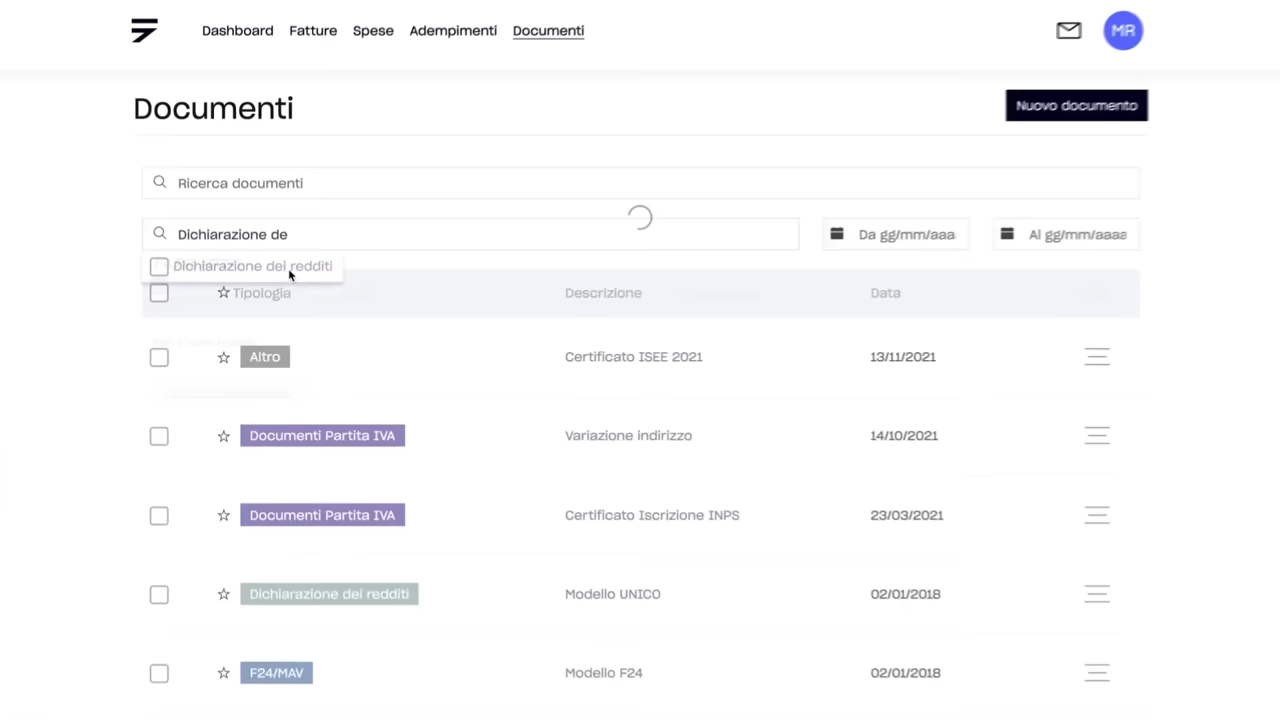 Dashboard Fatture Spese Adempimenti Documenti MR
Documenti Nuovo documento
Ricerca documenti
Dichiarazione de Da gg/mm/aaa Al gg/mm/aaaa
Dichiarazione dei redditi
Tipologia Descrizione Data
Altro Certificato ISEE 2021 13/11/2021
Documenti Partita IVA Variazione indirizzo 14/10/2021
Documenti Partita IVA Certificato Iscrizione INPS 23/03/2021
Dichiarazione dei redditi Modello UNICO 02/01/2018
F24/MAV Modello F24 02/01/2018